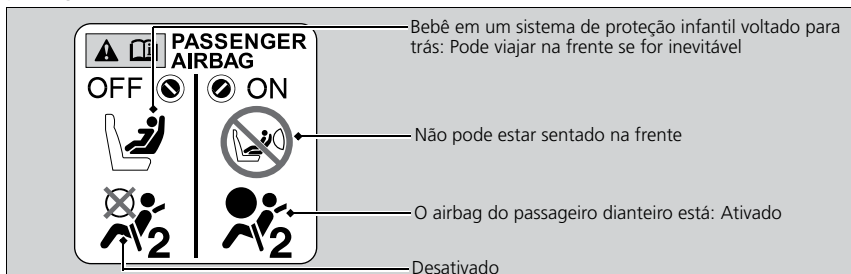 PASSENGER
AIRBAG
OFF ON
2 2
Bebê em um sistema de proteção infantil voltado para
trás: Pode viajar na frente se for inevitável
Não pode estar sentado na frente
O airbag do passageiro dianteiro está: Ativado
Desativado